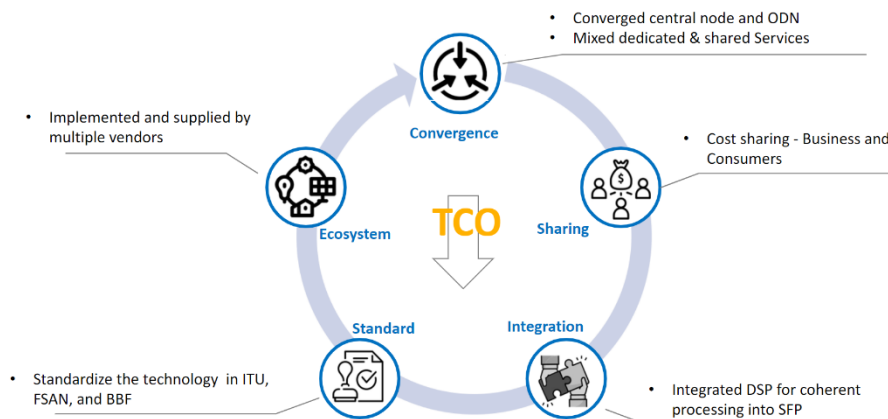 • Converged central node and ODN
• Mixed dedicated & shared Services
Convergence
• Implemented and supplied by
multiple vendors
Ecosystem
• Cost sharing - Business and
Consumers
$
Sharing
TCO
Standard
Integration
• Standardize the technology in ITU,
FSAN, and BBF
• Integrated DSP for coherent
processing into SFP